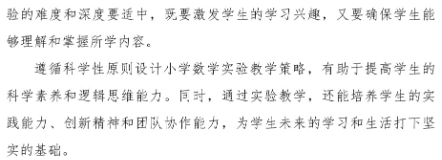 验的难度和深度要适中，既要激发学生的学习兴趣，又要确保学生能
够理解和掌握所学内容。
遵循科学性原则设计小学数学实验教学策略，有助于提高学生的
科学素养和逻辑思维能力。同时，通过实验教学，还能培养学生的实
践能力、创新精神和团队协作能力，为学生未来的学习和生活打下坚
实的基础。